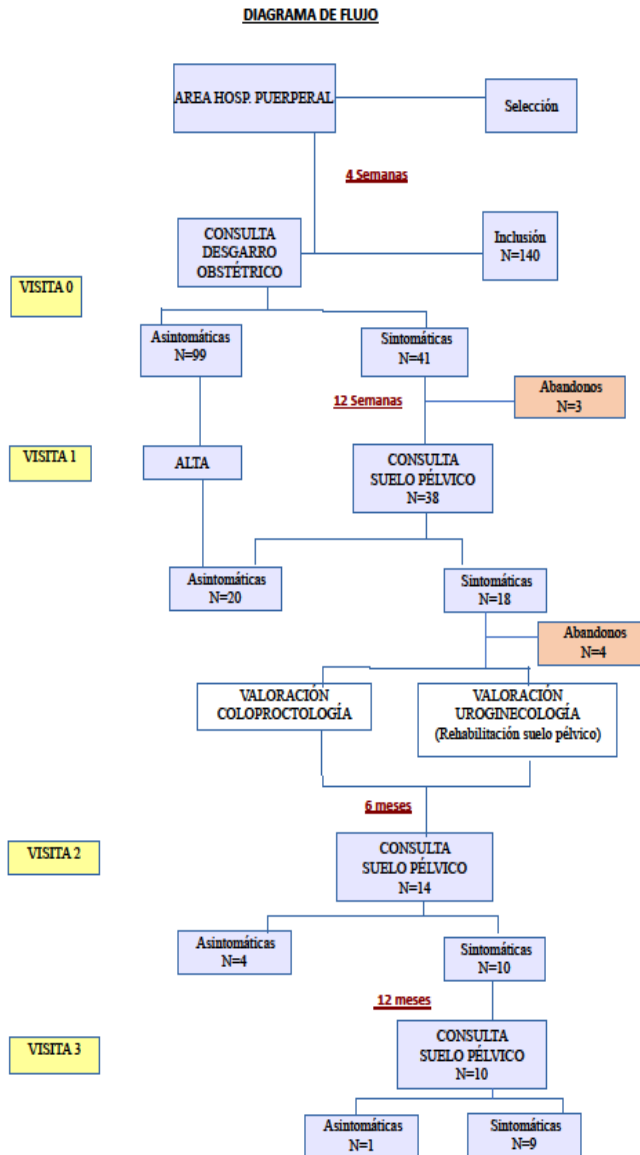 DIAGRAMA DE FLUJO
AREA HOSP. PUERPERAL
Selección
4 Semanas
CONSULTA
DESGARRO
OBSTÉTRICO
Inclusión
N=140
VISITA 0
Asintomáticas
N=99
Sintomáticas
N=41
12 Semanas
Abandonos
N=3
VISITA 1
ALTA
CONSULTA
SUELO PÉLVICO
N=38
Asintomáticas
N=20
Sintomáticas
N=18
Abandonos
N=4
VALORACIÓN
COLOPROCTOLOGÍA
VALORACIÓN
UROGINECOLOGÍA
(Rehabilitación suelo pélvico)
6 meses
VISITA 2
CONSULTA
SUELO PÉLVICO
N=14
Asintomáticas
N=4
Sintomáticas
N=10
12 meses
VISITA 3
CONSULTA
SUELO PÉLVICO
N=10
Asintomáticas
N=1
Sintomáticas
N=9